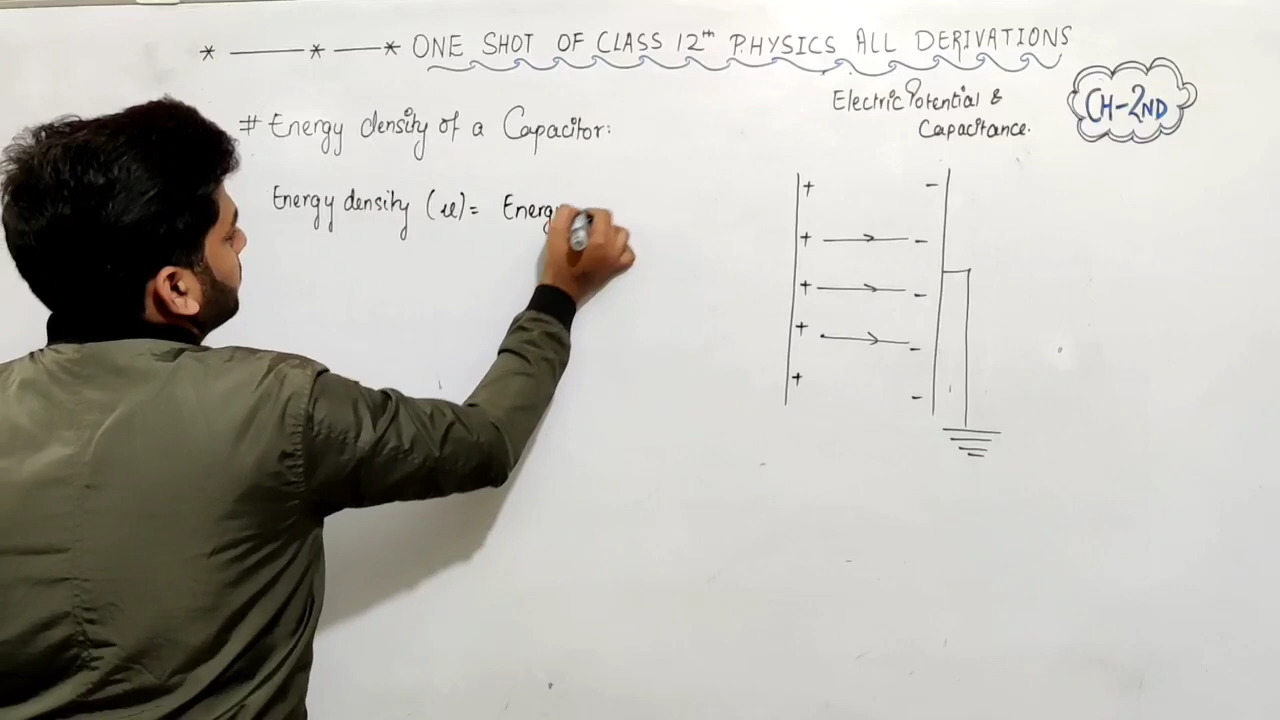 * ——— * —— * ONE SHOT OF CLASS 12th PHYSICS ALL DERIVATIONS
Electric Potential &
Capacitance.
CH-2ND
# Energy density of a Capacitor:
Energy density (u) = Energ
+ -
+ -
+ -
+ -
+ -